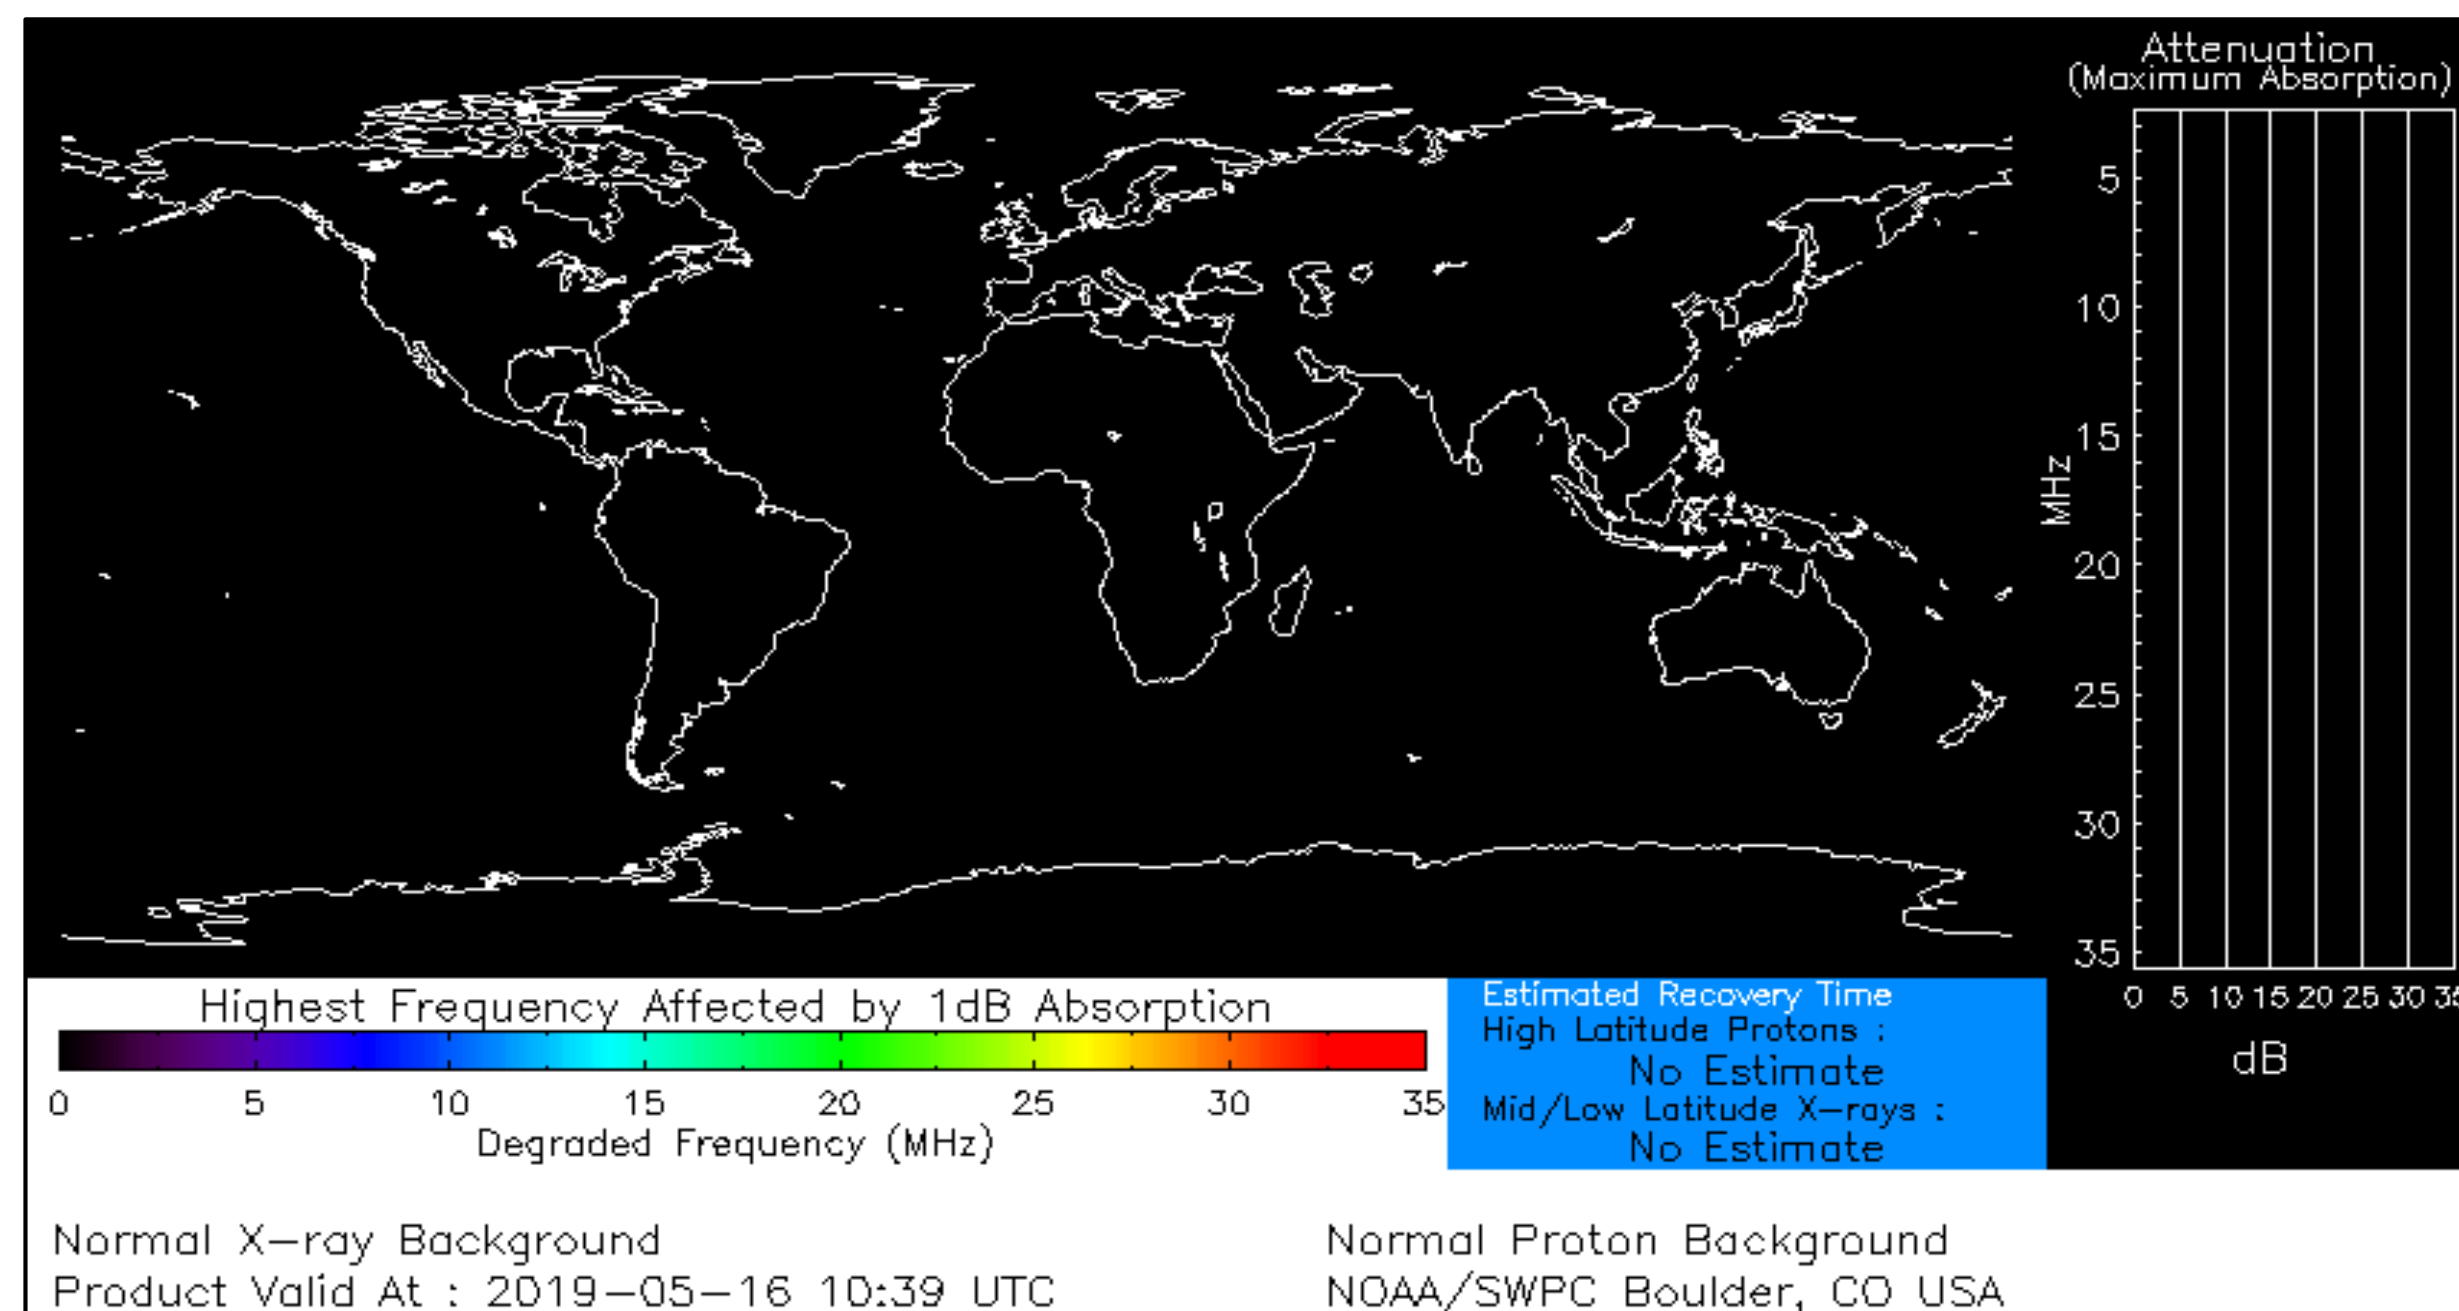 Attenuation
(Maximum Absorption)
5
10
15
20
25
30
35
MHz
0 5 10 15 20 25 30 35
dB
Highest Frequency Affected by 1dB Absorption
0 5 10 15 20 25 30 35
Degraded Frequency (MHz)
Estimated Recovery Time
High Latitude Protons :
No Estimate
Mid/Low Latitude X-rays :
No Estimate
Normal X-ray Background
Normal Proton Background
Product Valid At : 2019-05-16 10:39 UTC
NOAA/SWPC Boulder, CO USA